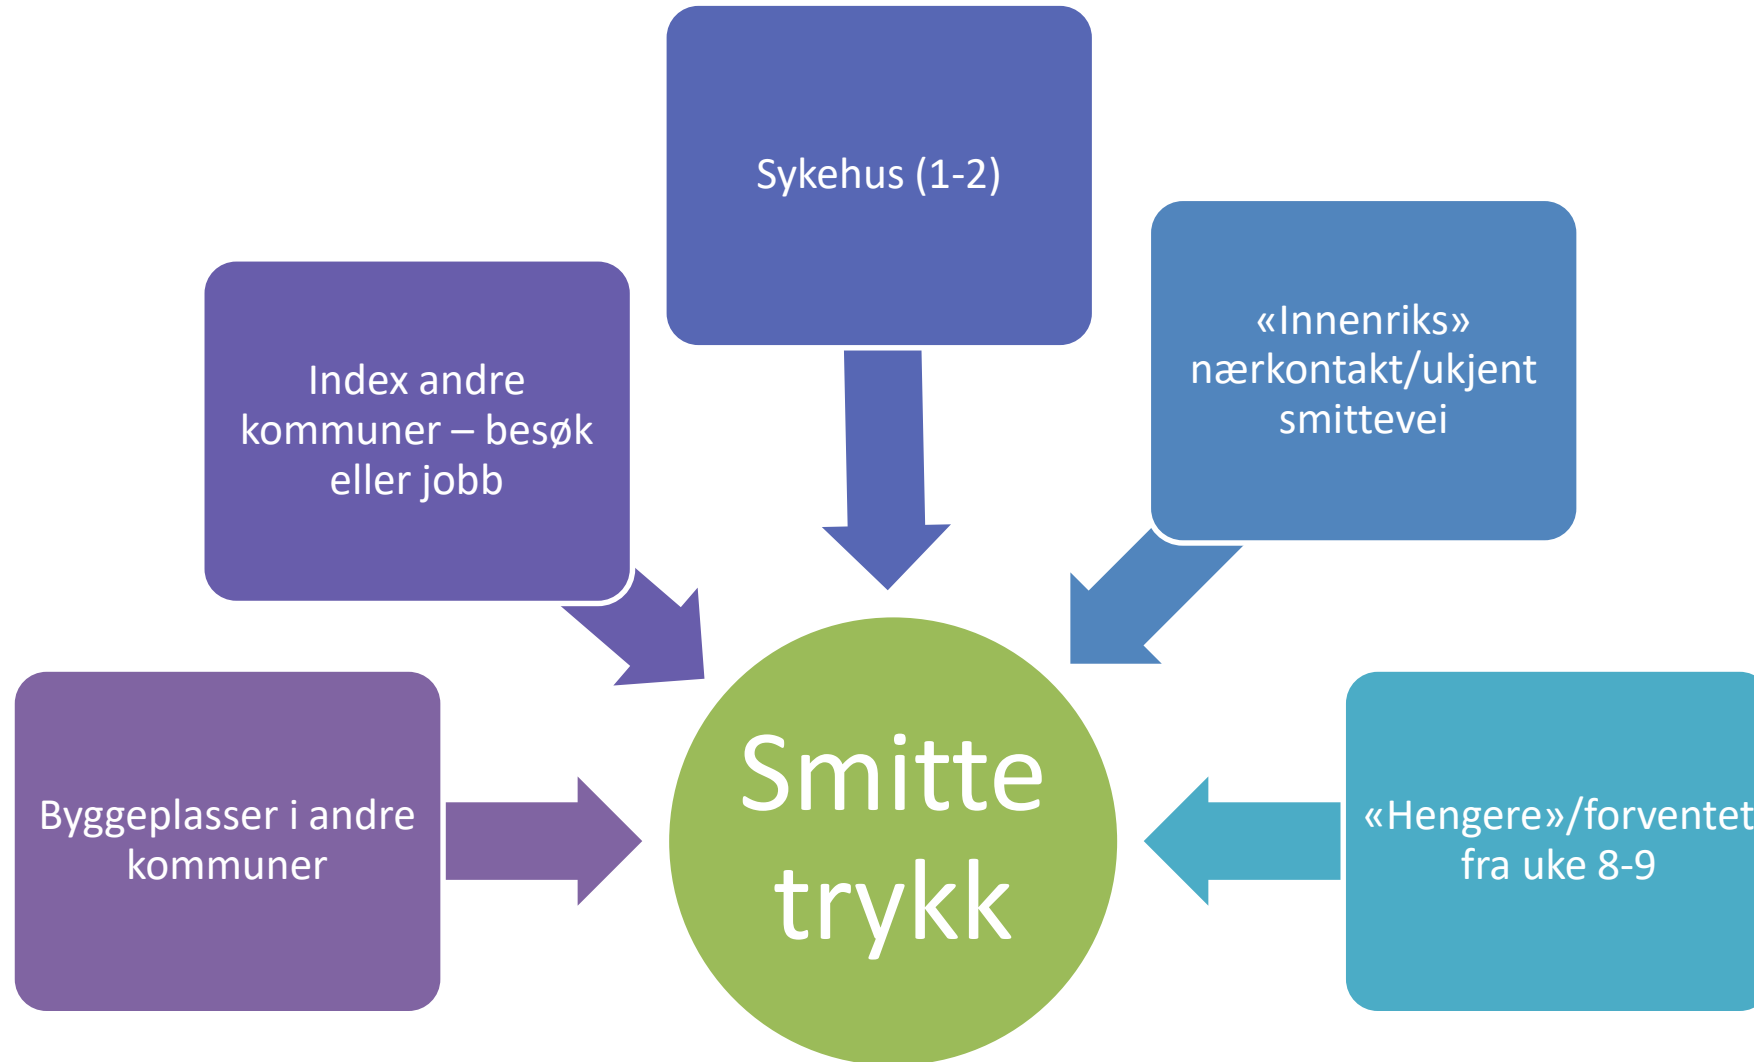 Sykehus (1-2)
«Innenriks»
nærkontakt/ukjent
smittevei
Index andre
kommuner – besøk
eller jobb
Byggeplasser i andre
kommuner
Smitte
trykk
«Hengere»/forventet
fra uke 8-9